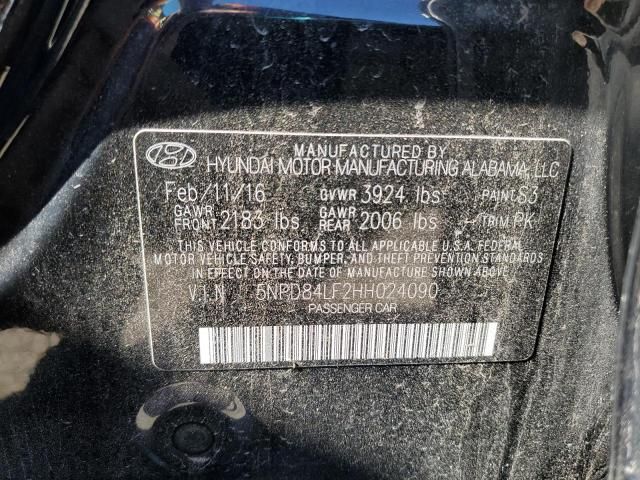 MANUFACTURED BY
HYUNDAI MOTOR MANUFACTURING ALABAMA, LLC
Feb/11/16 GVWR 3924 lbs PAINT S3
GAWR FRONT 2183 lbs GAWR REAR 2006 lbs TRIM PK
THIS VEHICLE CONFORMS TO ALL APPLICABLE U.S.A. FEDERAL
MOTOR VEHICLE SAFETY, BUMPER, AND THEFT PREVENTION STANDARDS
IN EFFECT ON THE DATE OF MANUFACTURE SHOWN ABOVE.
V.I.N 5NPD84LF2HH024090
PASSENGER CAR